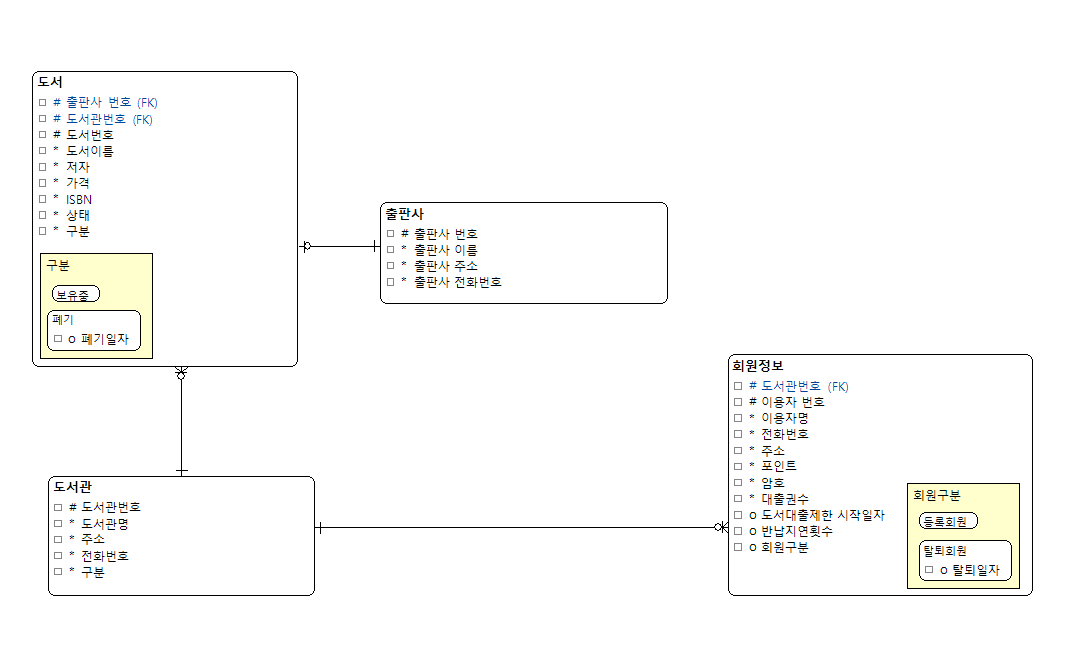 도서
# 출판사 번호 (FK)
# 도서관번호 (FK)
# 도서번호
* 도서이름
* 저자
* 가격
* ISBN
* 상태
* 구분
구분
보유중
폐기
o 폐기일자
출판사
# 출판사 번호
* 출판사 이름
* 출판사 주소
* 출판사 전화번호
도서관
# 도서관번호
* 도서관명
* 주소
* 전화번호
* 구분
회원정보
# 도서관번호 (FK)
# 이용자 번호
* 이용자명
* 전화번호
* 주소
* 포인트
* 암호
* 대출권수
o 도서대출제한 시작일자
o 반납지연횟수
o 회원구분
회원구분
등록회원
탈퇴회원
o 탈퇴일자